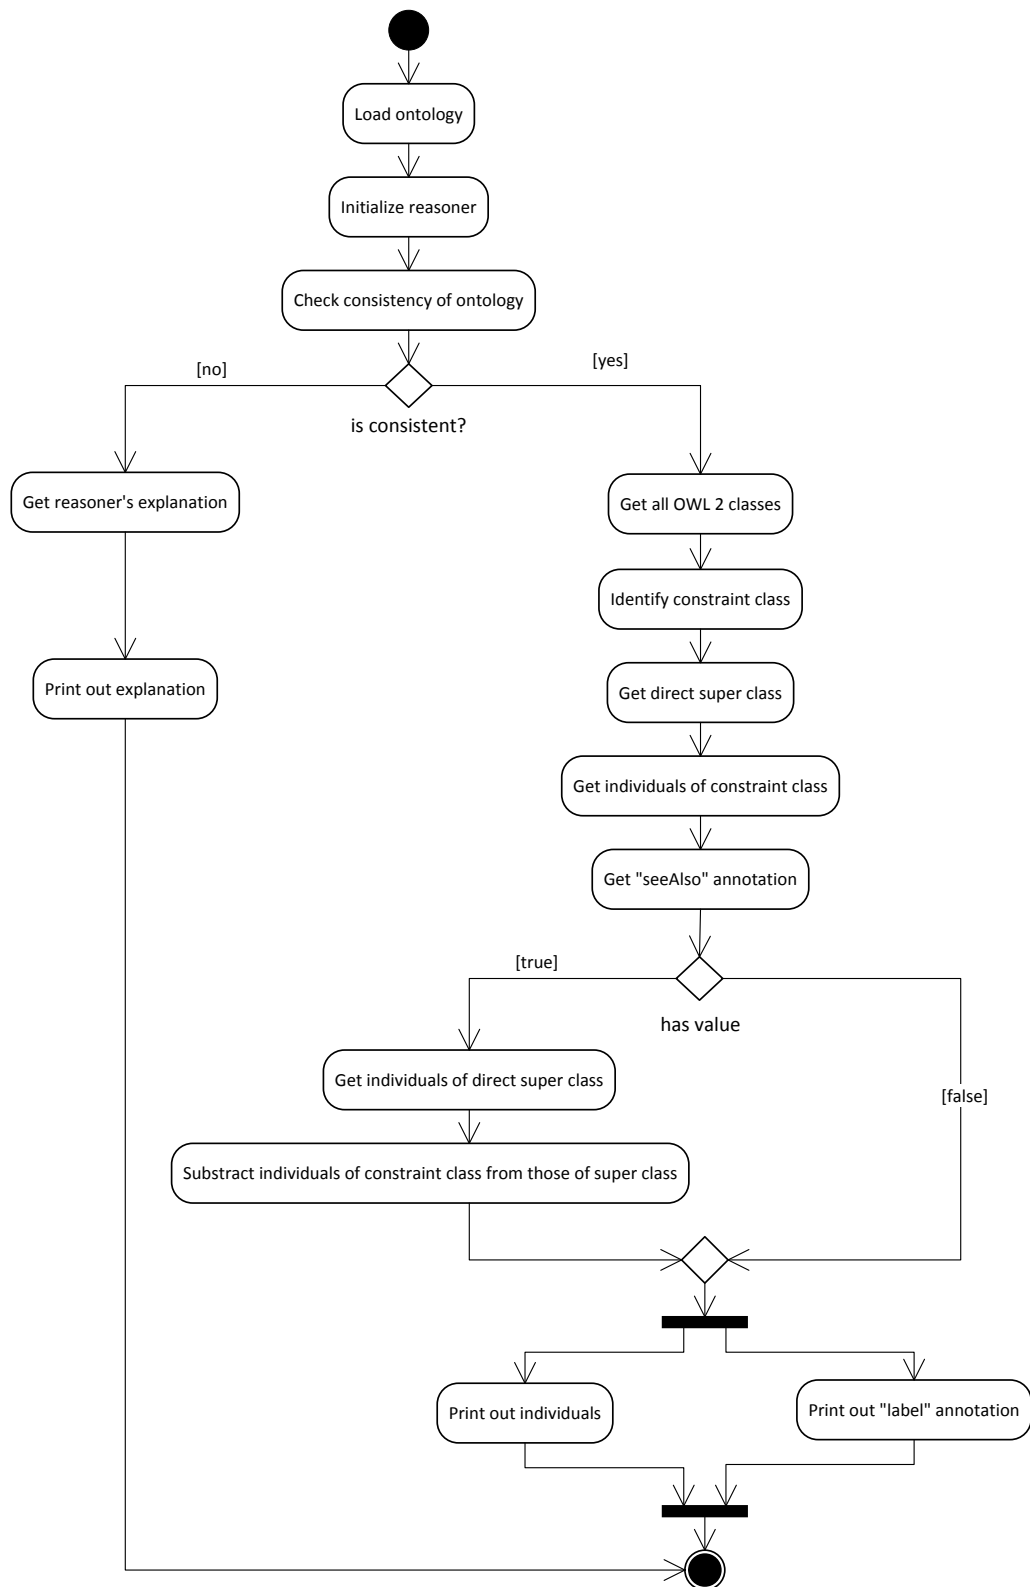 Load ontology
Initialize reasoner
Check consistency of ontology
[no]
[yes]
is consistent?
Get reasoner's explanation
Get all OWL 2 classes
Identify constraint class
Print out explanation
Get direct super class
Get individuals of constraint class
Get "seeAlso" annotation
[true]
has value
Get individuals of direct super class
[false]
Substract individuals of constraint class from those of super class
Print out individuals
Print out "label" annotation